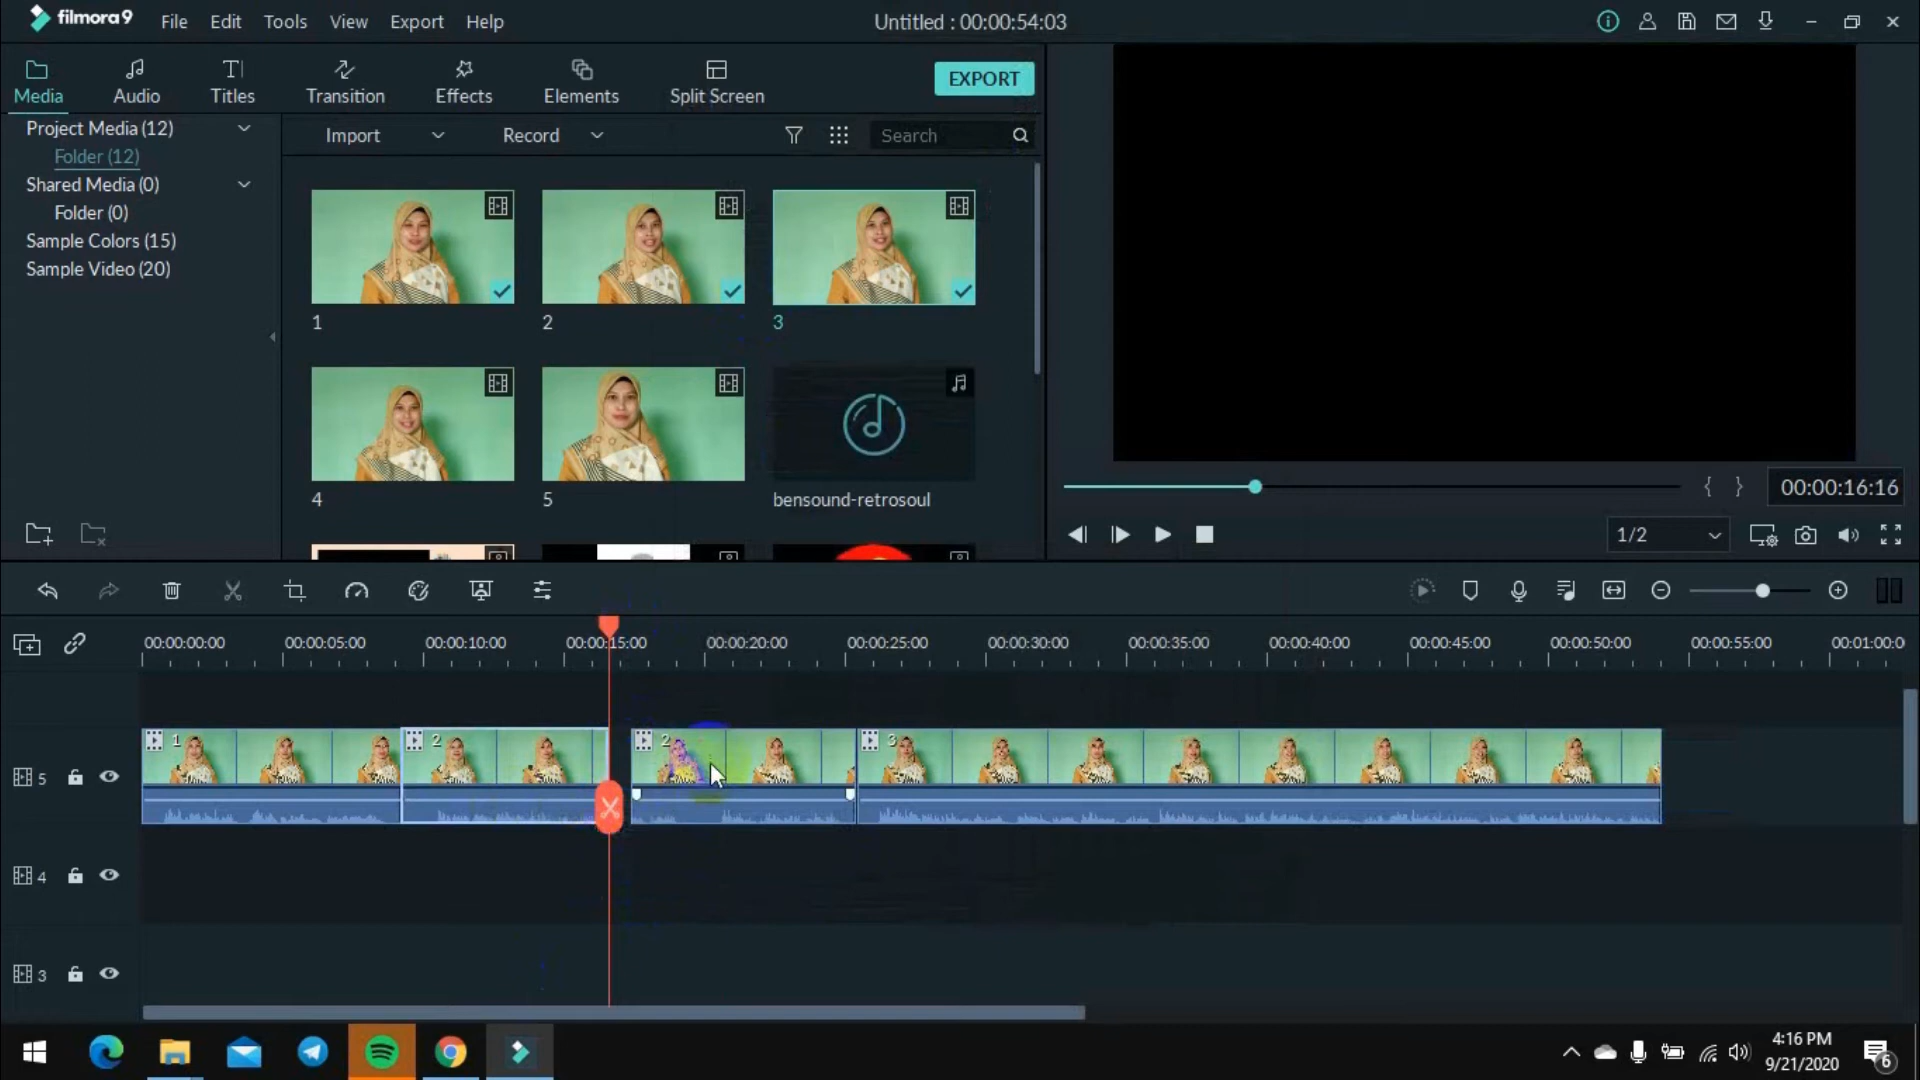 filmora9 File Edit Tools View Export Help Untitled : 00:00:54:03
Media Audio Titles Transition Effects Elements Split Screen EXPORT
Project Media (12)
Folder (12)
Shared Media (0)
Folder (0)
Sample Colors (15)
Sample Video (20)
Import Record Search
1 2 3
4 5 bensound-retrosoul
00:00:16:16
1/2
00:00:00:00 00:00:05:00 00:00:10:00 00:00:15:00 00:00:20:00 00:00:25:00 00:00:30:00 00:00:35:00 00:00:40:00 00:00:45:00 00:00:50:00 00:00:55:00 00:01:00:0
1 2 2 3
5
4
3
4:16 PM
9/21/2020
6